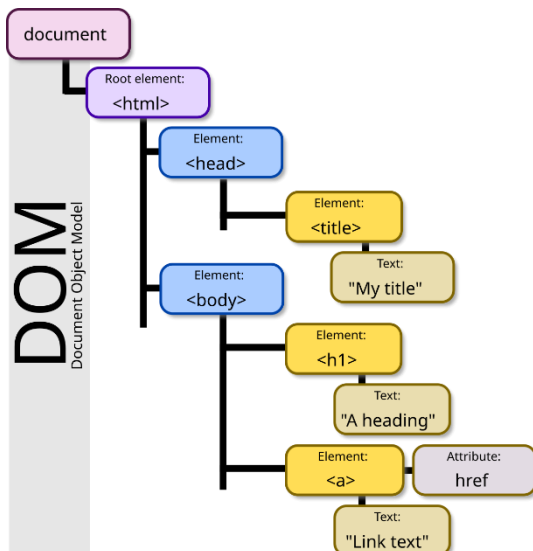 document
Root element:
<html>
Element:
<head>
Element:
<title>
Text:
"My title"
Element:
<body>
Element:
<h1>
Text:
"A heading"
Element:
<a>
Attribute:
href
Text:
"Link text"
DOM
Document Object Model